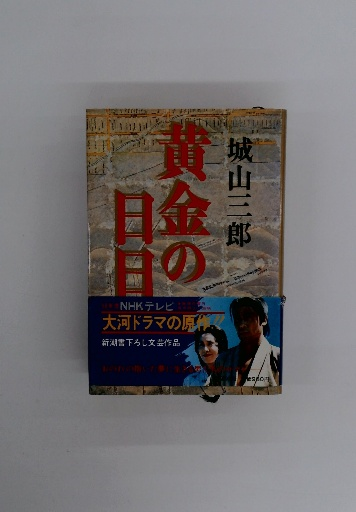 城山三郎
黄金の
日日
NHKテレビ
大河ドラマの原作
新潮書下ろし文芸作品